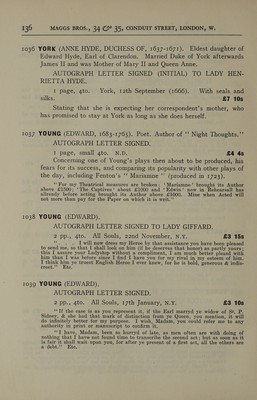 136 MAGGS BROS., 34 & 35, CONDUIT STREET, LONDON, W.
1036 YORK (ANNE HYDE, DUCHESS OF, 1637-1671). Eldest daughter of
Edward Hyde, Earl of Clarendon. Married Duke of York afterwards
James II and was Mother of Mary II and Queen Anne.
AUTOGRAPH LETTER SIGNED (INITIAL) TO LADY HEN-
RIETTA HYDE.
1 page, 4to. York, 12th September (1666). With seals and
silks. £7 10s
Stating that she is expecting her correspondent's mother, who
has promised to stay at York as long as she does herself.
1037 YOUNG (EDWARD, 1683-1765). Poet. Author of " Night Thoughts."
AUTOGRAPH LETTER SIGNED.
1 page, small 4to. N.D. £4 4s
Concerning one of Young's plays then about to be produced, his
fears for its success, and comparing its popularity with other plays of
the day, including Fenton's " Marianne " (produced in 1723).
" For my Theatrical measures are broken: ' Marianne ' brought its Author
above £1500; ' The Captives ' above £1000 and ' Edwin ' now in Rehearsal has
already before acting brought its Author above £1000. Mine when Acted will
not more than pay for the Paper on which it is writ."
1038 YOUNG (EDWARD).
AUTOGRAPH LETTER SIGNED TO LADY GIFFARD.
2 pp., 4to. All Souls, 22nd November, N.Y. £3 15s
" . . . I will now dress my Horse by that assistance you have been pleased
to send me, so that I shall look on him (if he deserves that honor) as partly yours;
this I assure your Ladyship without a compliment, I am much better pleasd with
him than I was before since I find I have you for my rival in my esteem of him.
I think him ye truest English Horse I ever knew, for he is bold, generous & indis-
creet." Etc.
1039 YOUNG (EDWARD).
AUTOGRAPH LETTER SIGNED.
2 pp., 4to. All Souls, 17th January, N.Y. £3 10s
" If the case is as you represent it, if the Earl marryd ye widow of Sr. P.
Sidney, & she had that mark of distinction from ye Queen, you mention, it will
do infinitely better for my purpose. I wish, Madam, you could refer me to any
authority in print or manuscript to confirm it.
" I have, Madam, been so hurred of late, as men often are with doing of
nothing that I have not found time to transcribe the second act; but as soon as it
is fair it shall wait upon you, for after ye present of a first act, all the others are
a debt." Etc.